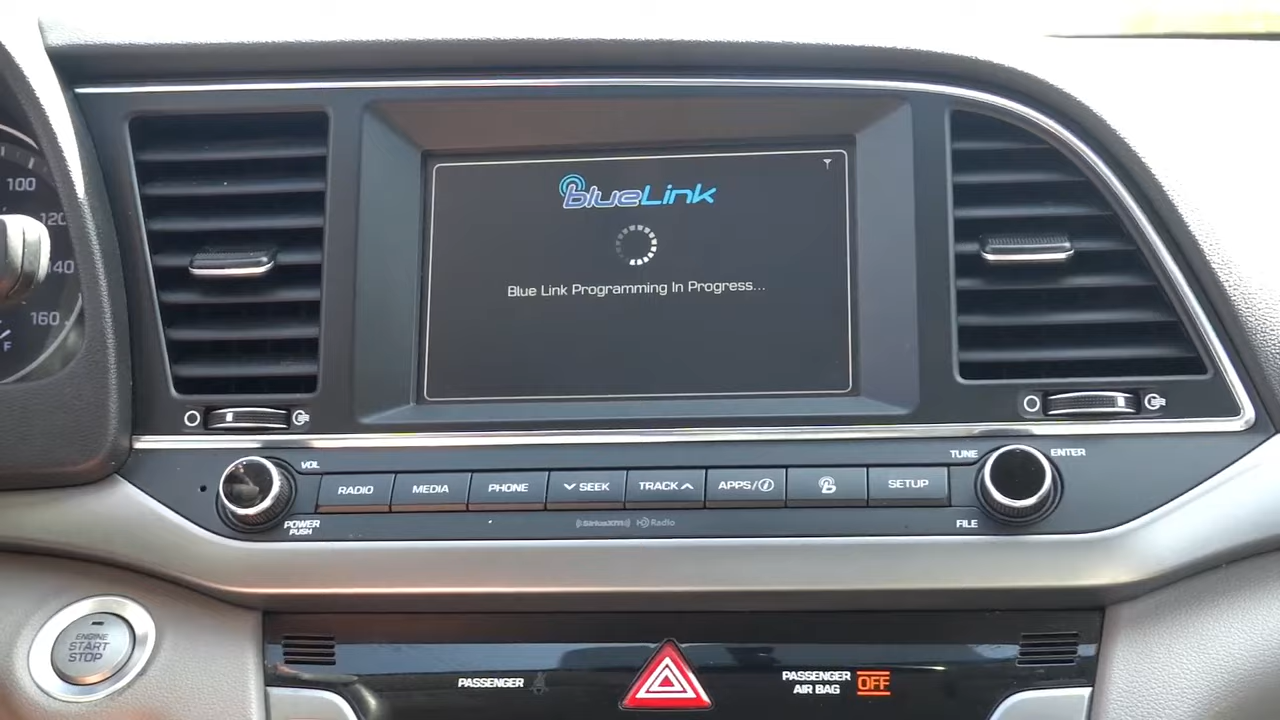 100
120
140
160
F
blueLink
Blue Link Programming In Progress...
VOL
TUNE
ENTER
RADIO
MEDIA
PHONE
SEEK
TRACK
APPS/i
SETUP
POWER
PUSH
SiriusXM
HD Radio
FILE
ENGINE
START
STOP
PASSENGER
PASSENGER
AIR BAG
OFF